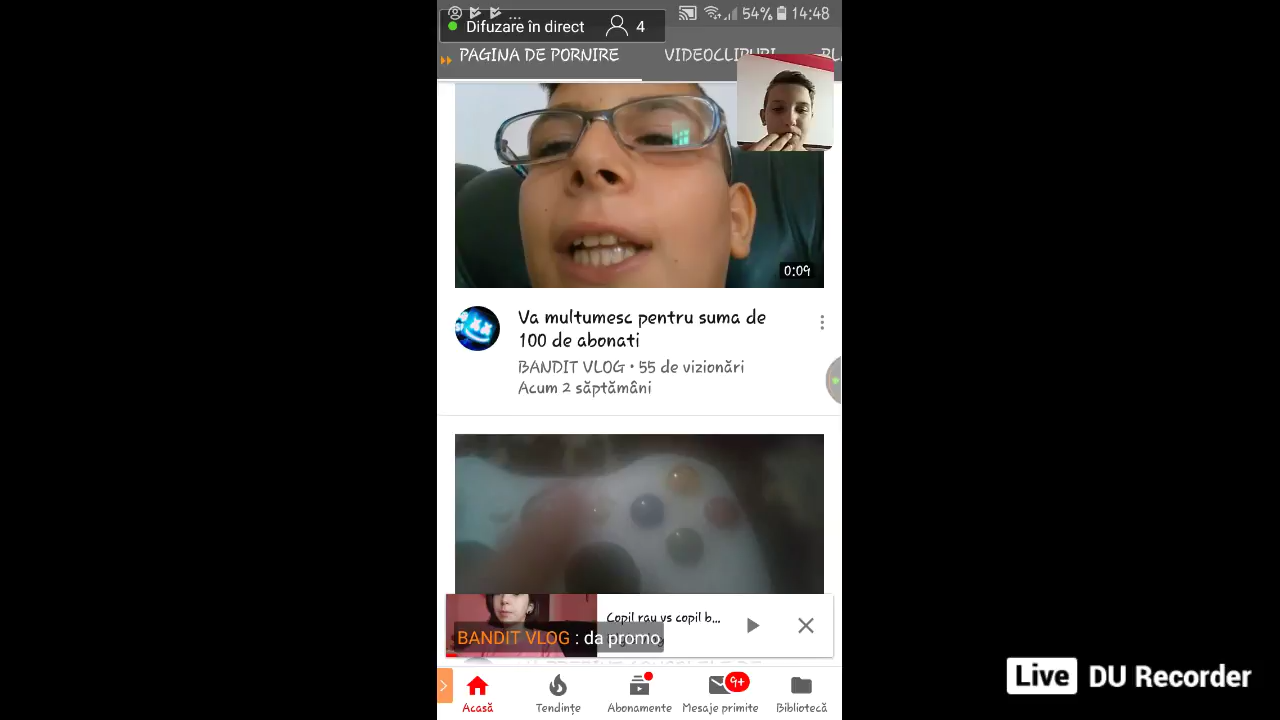 54% 14:48
Difuzare în direct 4
PAGINA DE PORNIRE VIDEOCLIPURI
0:09
Va multumesc pentru suma de
100 de abonati
BANDIT VLOG • 55 de vizionări
Acum 2 săptămâni
Copil rau vs copil b...
BANDIT VLOG : da promo
9+
Acasă Tendințe Abonamente Mesaje primite Bibliotecă
Live DU Recorder